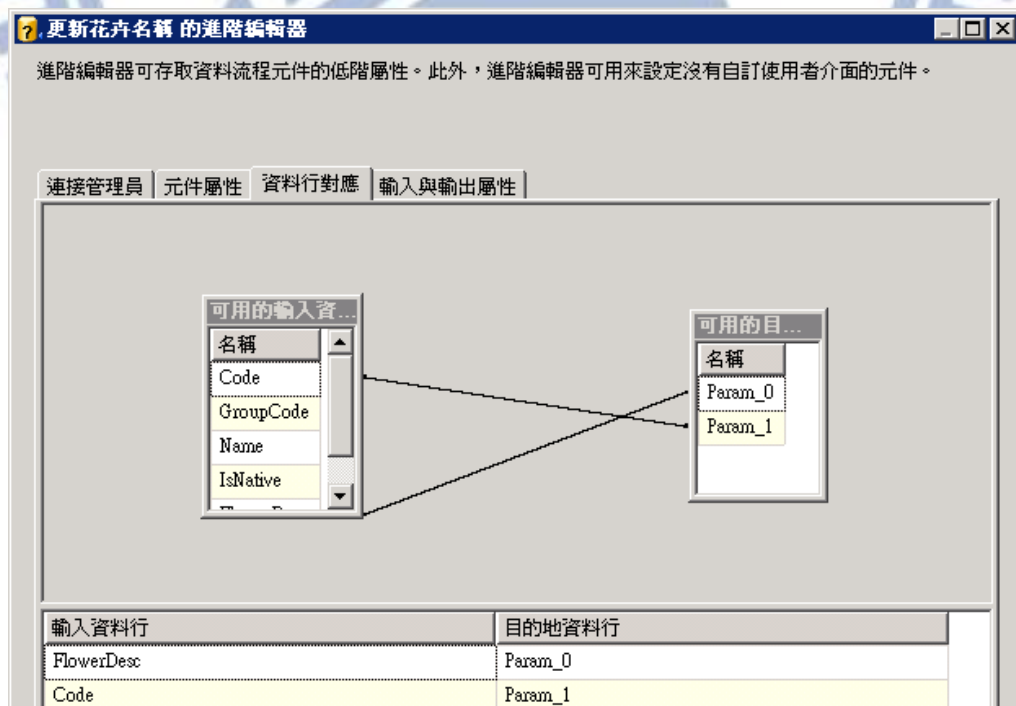 更新花卉名稱 的進階編輯器
進階編輯器可存取資料流程元件的低階屬性。此外，進階編輯器可用來設定沒有自訂使用者介面的元件。
連接管理員 元件屬性 資料行對應 輸入與輸出屬性
可用的輸入資...
名稱
Code
GroupCode
Name
IsNative
可用的目...
名稱
Param_0
Param_1
輸入資料行 目的地資料行
FlowerDesc Param_0
Code Param_1